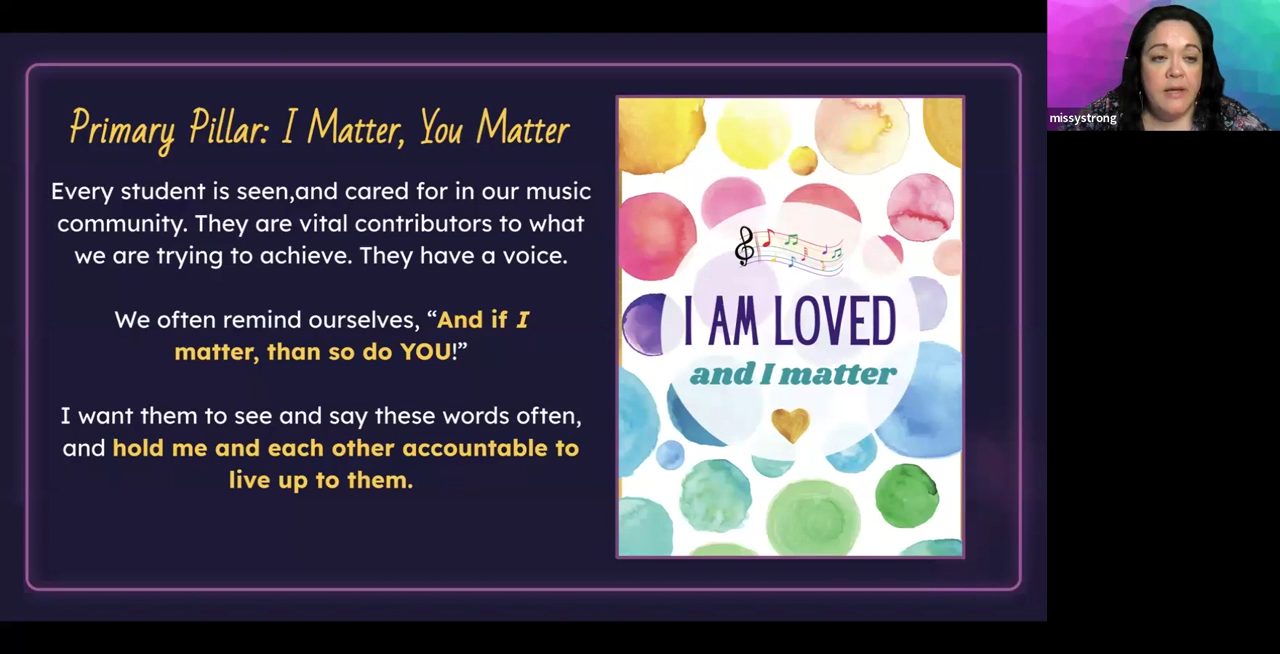 Primary Pillar: I Matter, You Matter
Every student is seen,and cared for in our music
community. They are vital contributors to what
we are trying to achieve. They have a voice.
We often remind ourselves, “And if I
matter, than so do YOU!”
I want them to see and say these words often,
and hold me and each other accountable to
live up to them.
I AM LOVED
and I matter
missystrong